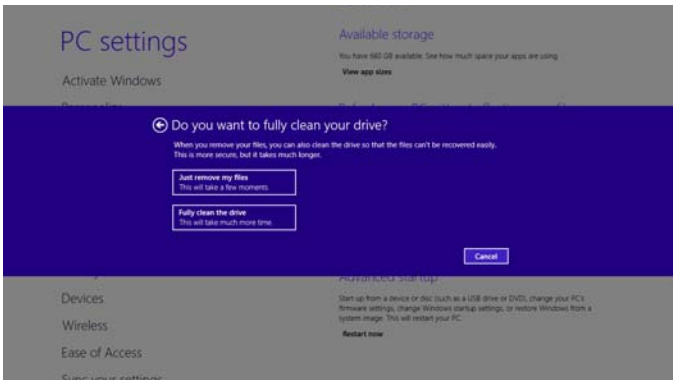 PC settings
Activate Windows
Available storage
You have 660 GB available. See how much space your apps are using.
View app sizes
Do you want to fully clean your drive?
When you remove your files, you can also clean the drive so that the files can't be recovered easily.
This is more secure, but it takes much longer.
Just remove my files
This will take a few moments.
Fully clean the drive
This will take much more time.
Cancel
Devices
Wireless
Ease of Access
Sync your settings
Advanced startup
Start up from a device or disc (such as a USB drive or DVD), change your PC's
firmware settings, change Windows startup settings, or restore Windows from a
system image. This will restart your PC.
Restart now